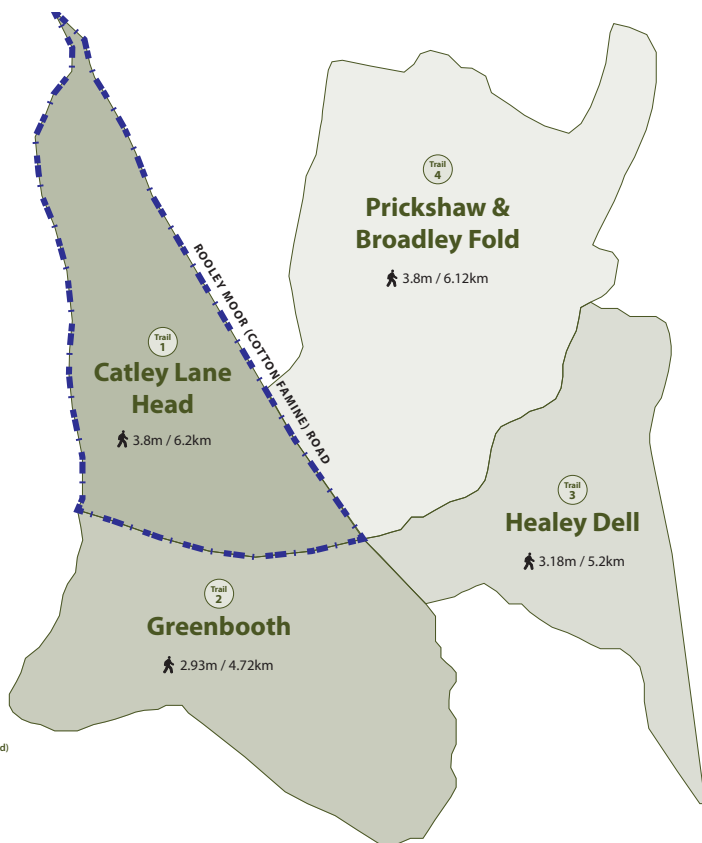 Trail
4
Prickshaw &
Broadley Fold
3.8m / 6.12km
ROOLEY MOOR (COTTON FAMINE) ROAD
Trail
1
Catley Lane
Head
3.8m / 6.2km
Trail
3
Healey Dell
3.18m / 5.2km
Trail
2
Greenbooth
2.93m / 4.72km
d)